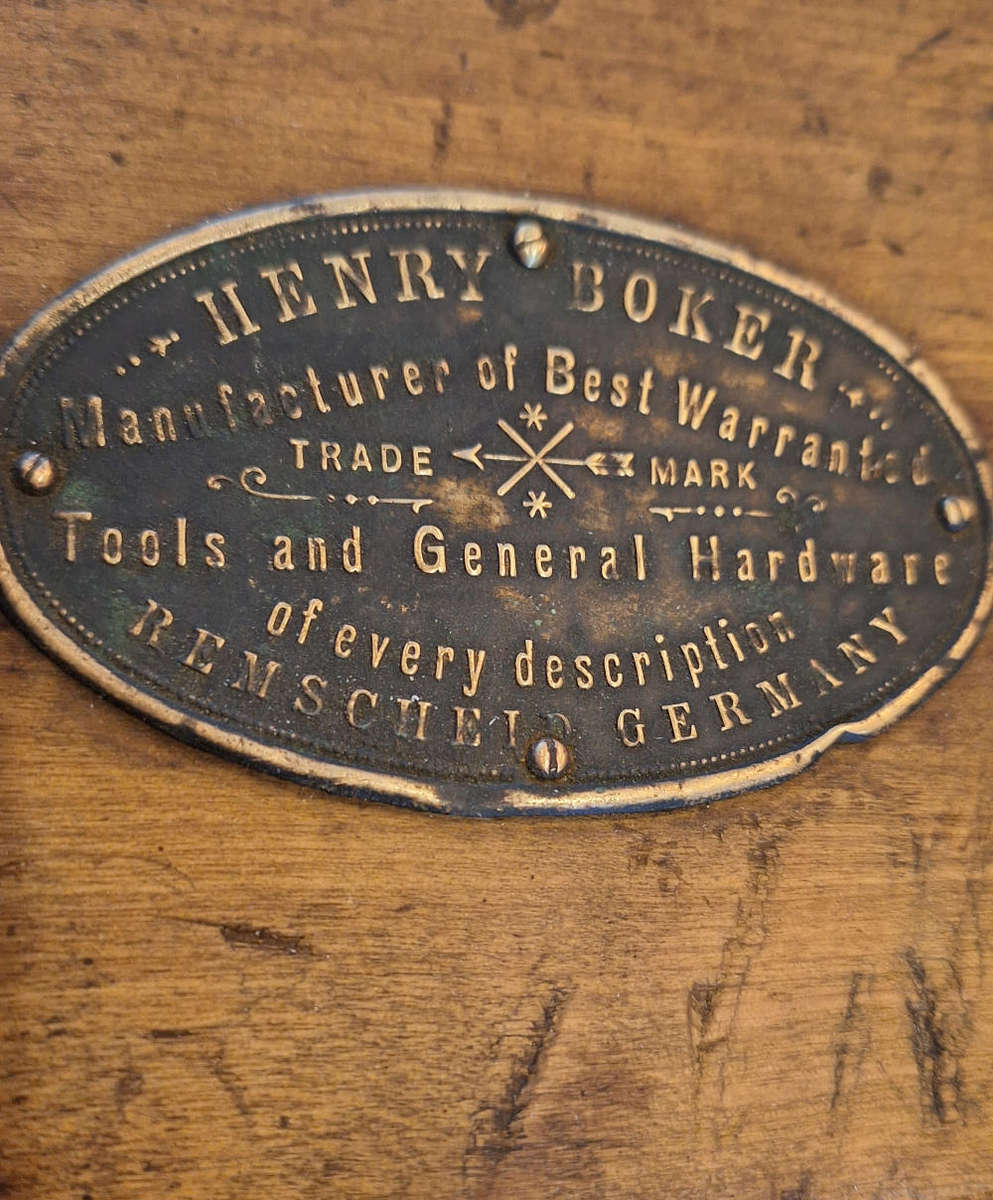 HENRY BOKER
Manufacturer of Best Warranted
TRADE MARK
Tools and General Hardware
of every description
REMSCHEID GERMANY